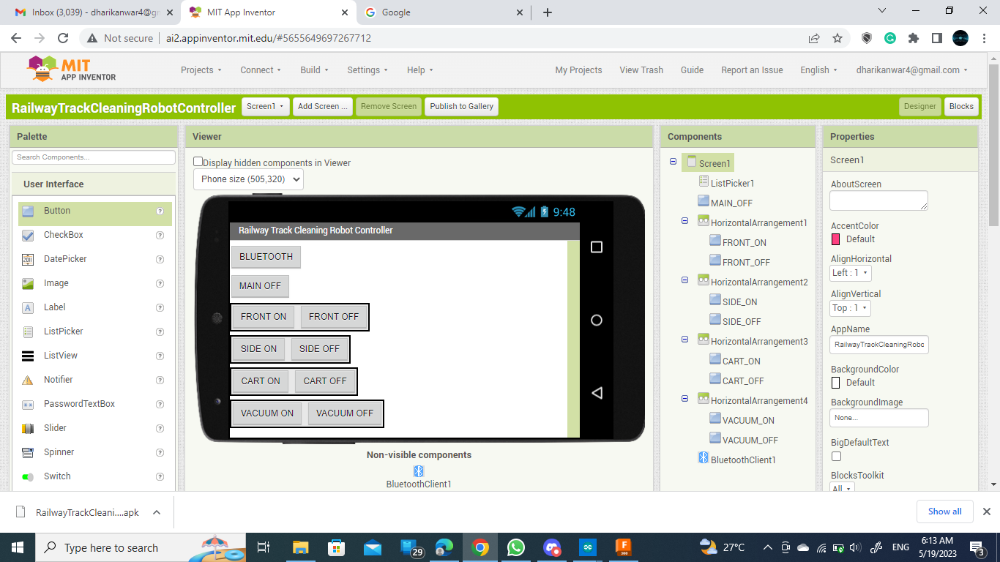 Inbox (3,039) - dharikanwar4@gr
MIT App Inventor
Google
Not secure
ai2.appinventor.mit.edu/#5655649697267712
MIT
APP INVENTOR
Projects
Connect
Build
Settings
Help
My Projects
View Trash
Guide
Report an Issue
English
dharikanwar4@gmail.com
RailwayTrackCleaningRobotController
Screen1
Add Screen ...
Remove Screen
Publish to Gallery
Designer
Blocks
Palette
Search Components...
User Interface
Button
CheckBox
DatePicker
Image
Label
ListPicker
ListView
Notifier
PasswordTextBox
Slider
Spinner
Switch
Viewer
Display hidden components in Viewer
Phone size (505,320)
9:48
Railway Track Cleaning Robot Controller
BLUETOOTH
MAIN OFF
FRONT ON
FRONT OFF
SIDE ON
SIDE OFF
CART ON
CART OFF
VACUUM ON
VACUUM OFF
Non-visible components
BluetoothClient1
Components
Screen1
ListPicker1
MAIN_OFF
HorizontalArrangement1
FRONT_ON
FRONT_OFF
HorizontalArrangement2
SIDE_ON
SIDE_OFF
HorizontalArrangement3
CART_ON
CART_OFF
HorizontalArrangement4
VACUUM_ON
VACUUM_OFF
BluetoothClient1
Properties
Screen1
AboutScreen
AccentColor
Default
AlignHorizontal
Left : 1
AlignVertical
Top : 1
AppName
RailwayTrackCleaningRobc
BackgroundColor
Default
BackgroundImage
None...
BigDefaultText
BlocksToolkit
All
RailwayTrackCleani....apk
Show all
Type here to search
29
27°C
ENG
6:13 AM
5/19/2023
3